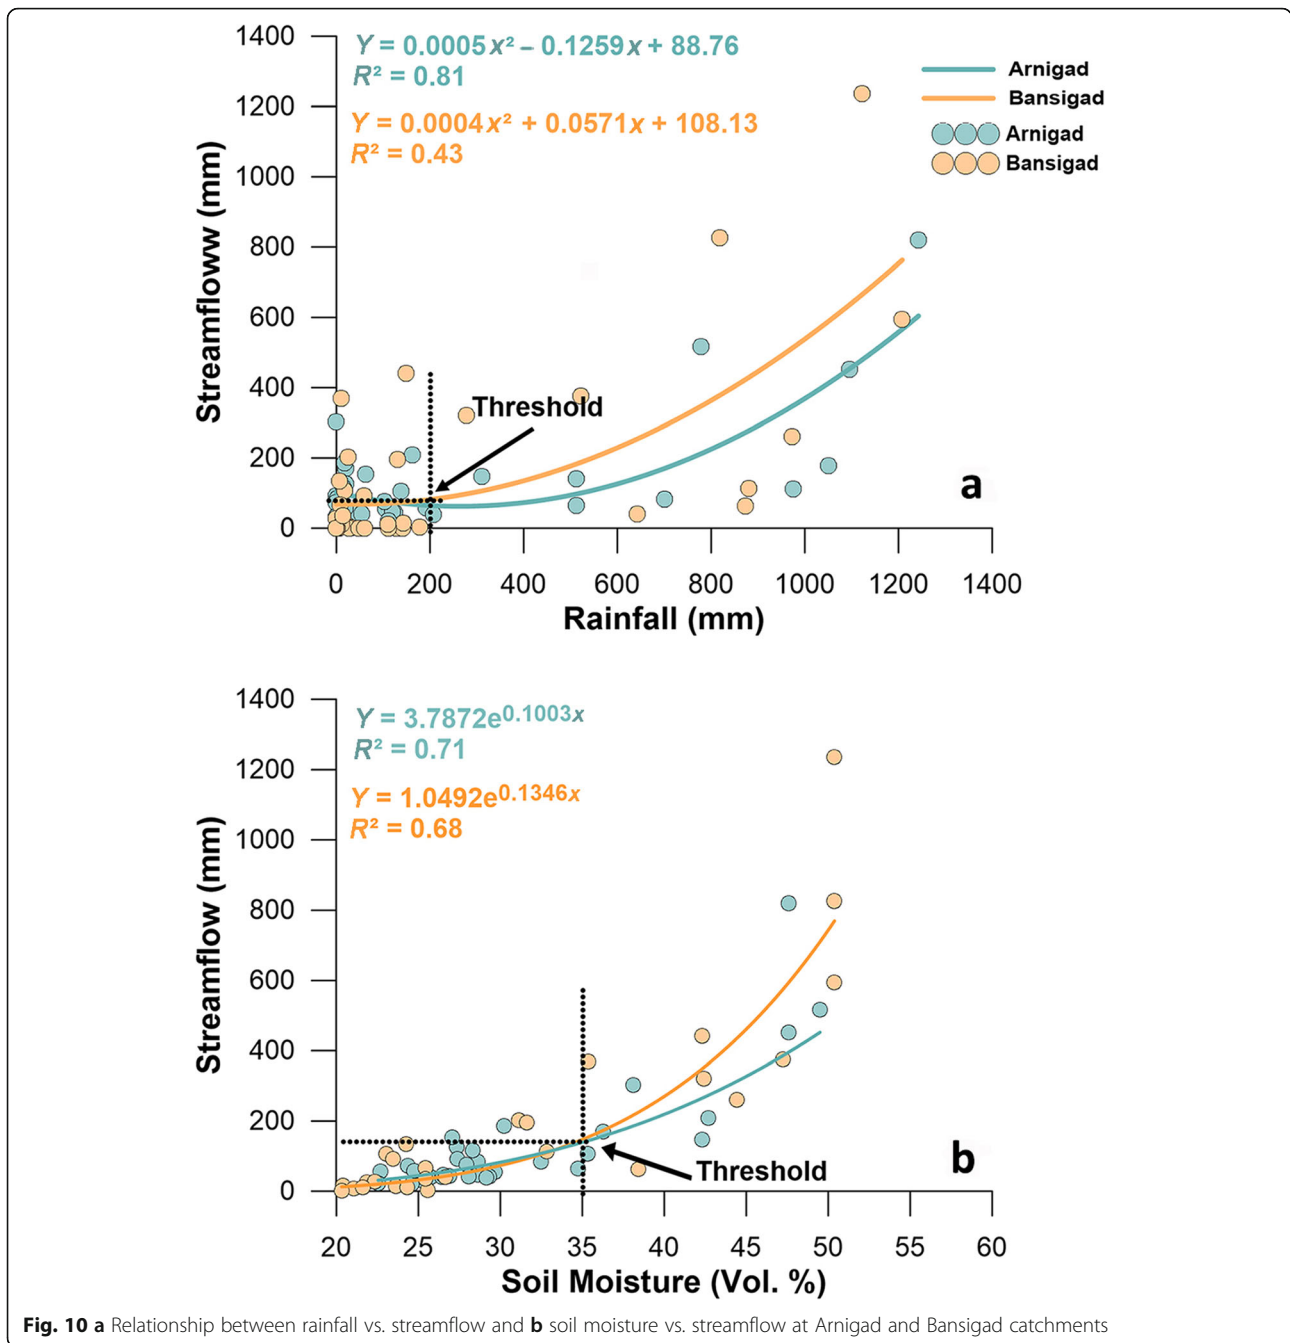 1400
1200
1000
800
600
400
200
0
Streamfloww (mm)
Y = 0.0005x² – 0.1259x + 88.76
R² = 0.81
Y = 0.0004x² + 0.0571x + 108.13
R² = 0.43
Arnigad
Bansigad
Arnigad
Bansigad
Threshold
a
0 200 400 600 800 1000 1200 1400
Rainfall (mm)
1400
1200
1000
800
600
400
200
0
Streamflow (mm)
Y = 3.7872e^0.1003x
R² = 0.71
Y = 1.0492e^0.1346x
R² = 0.68
Threshold
b
20 25 30 35 40 45 50 55 60
Soil Moisture (Vol. %)
Fig. 10 a Relationship between rainfall vs. streamflow and b soil moisture vs. streamflow at Arnigad and Bansigad catchments